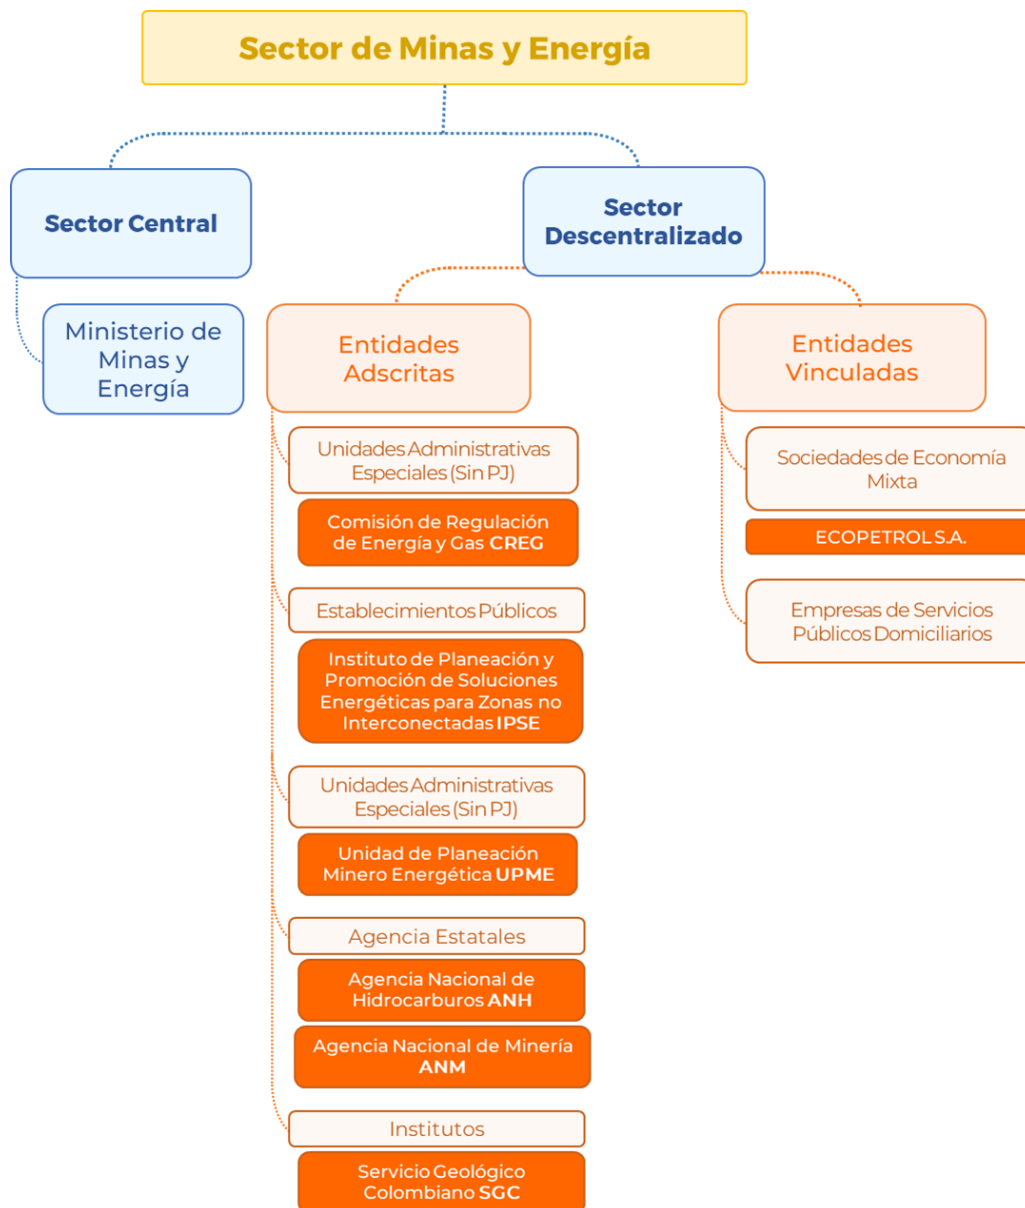 Sector de Minas y Energía
Sector Central
Sector
Descentralizado
Ministerio de
Minas y
Energía
Entidades
Adscritas
Unidades Administrativas
Especiales (Sin PJ)
Comisión de Regulación
de Energía y Gas CREG
Establecimientos Públicos
Instituto de Planeación y
Promoción de Soluciones
Energéticas para Zonas no
Interconectadas IPSE
Unidades Administrativas
Especiales (Sin PJ)
Unidad de Planeación
Minero Energética UPME
Agencia Estatales
Agencia Nacional de
Hidrocarburos ANH
Agencia Nacional de Minería
ANM
Institutos
Servicio Geológico
Colombiano SGC
Entidades
Vinculadas
Sociedades de Economía
Mixta
ECOPETROL S.A.
Empresas de Servicios
Públicos Domiciliarios